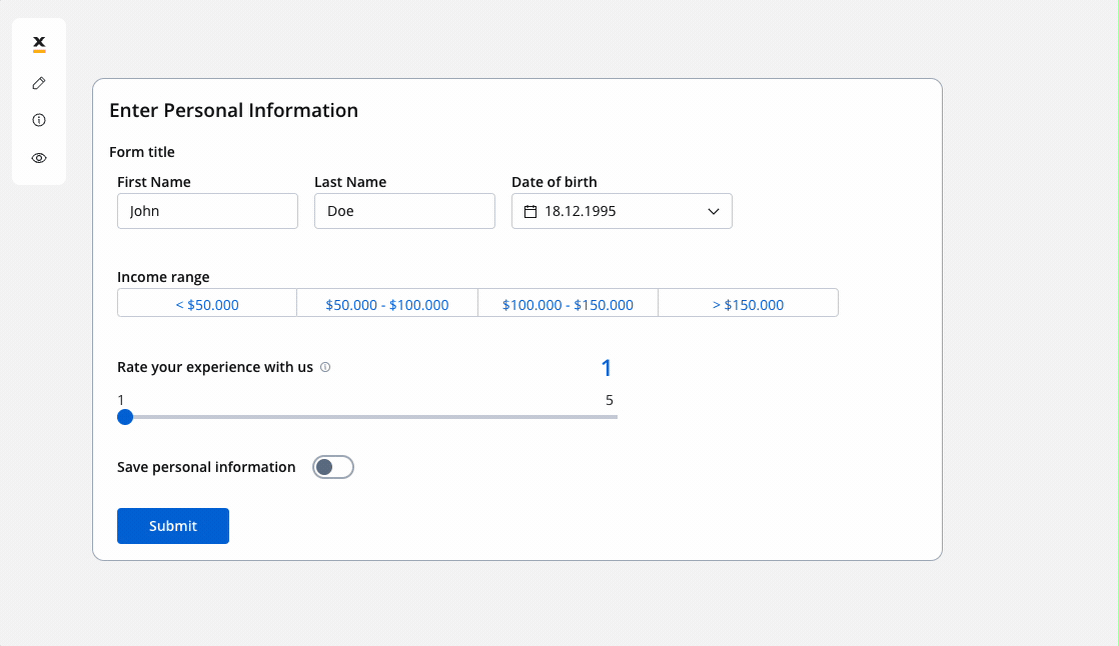 x
Enter Personal Information
Form title
First Name Last Name Date of birth
John Doe 18.12.1995
Income range
< $50.000 $50.000 - $100.000 $100.000 - $150.000 > $150.000
Rate your experience with us 1
1 5
Save personal information
Submit